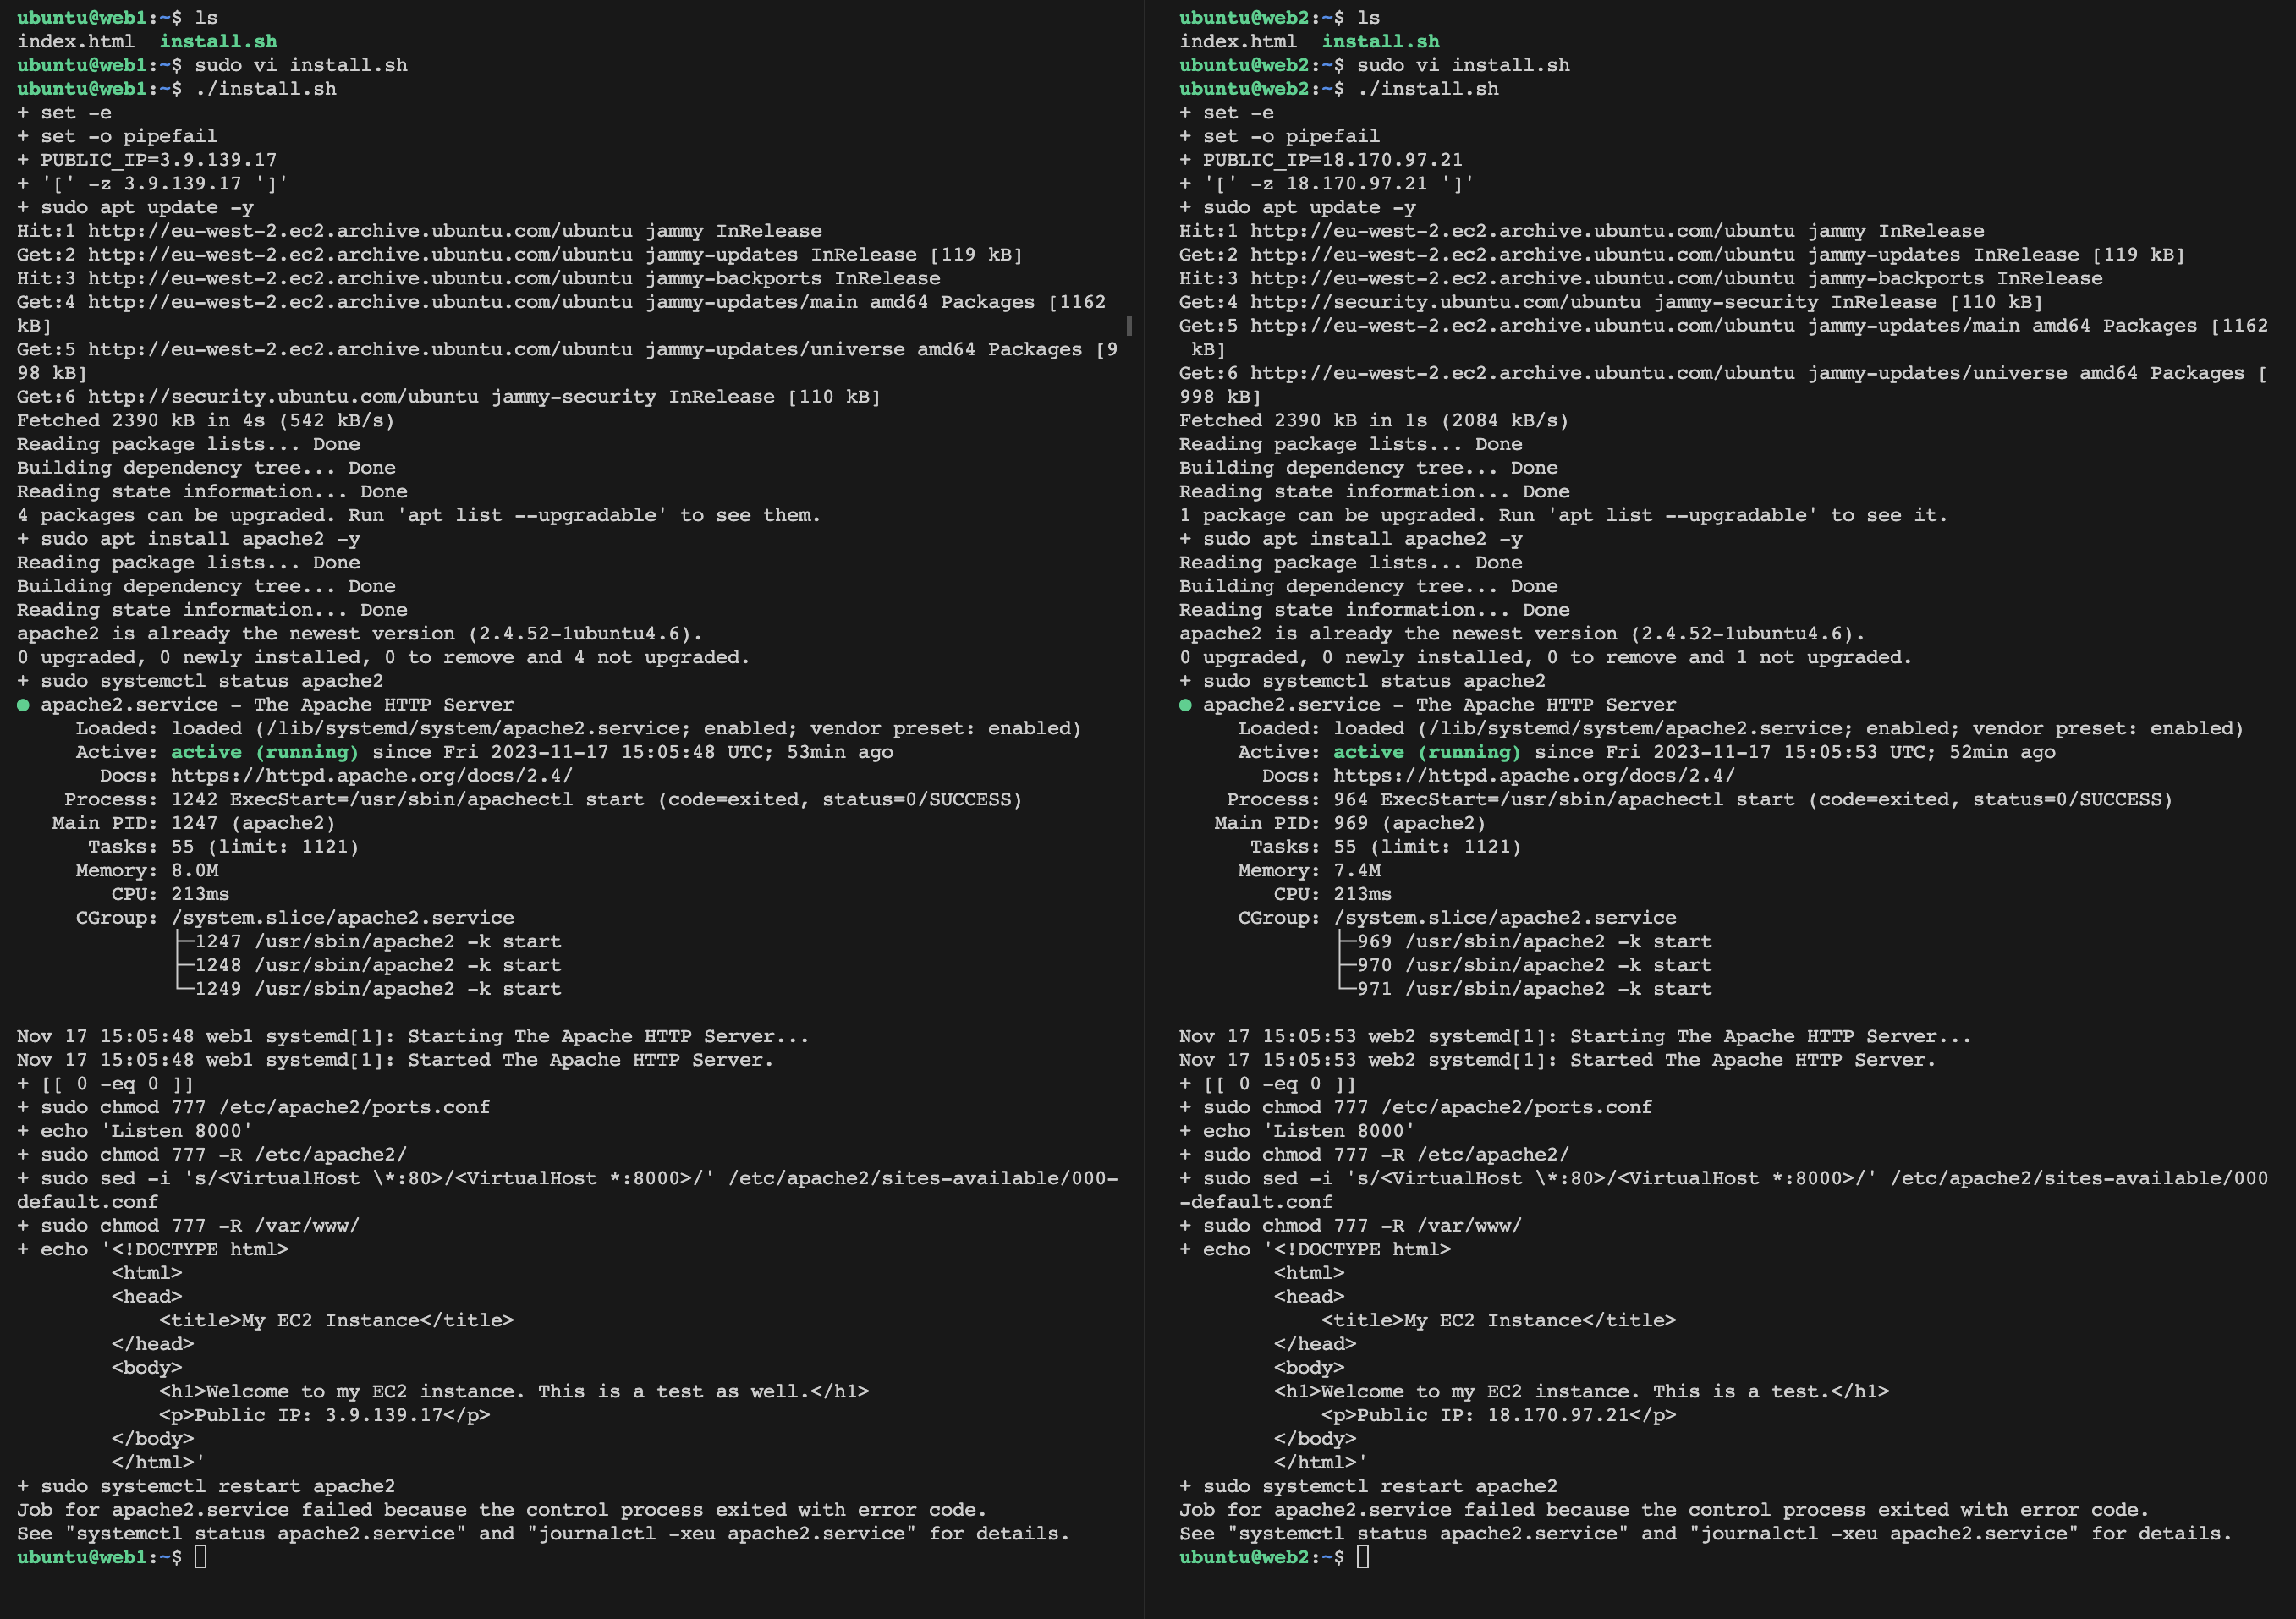 ubuntu@web1:~$ ls
index.html  install.sh
ubuntu@web1:~$ sudo vi install.sh
ubuntu@web1:~$ ./install.sh
+ set -e
+ set -o pipefail
+ PUBLIC_IP=3.9.139.17
+ '[' -z 3.9.139.17 ']'
+ sudo apt update -y
Hit:1 http://eu-west-2.ec2.archive.ubuntu.com/ubuntu jammy InRelease
Get:2 http://eu-west-2.ec2.archive.ubuntu.com/ubuntu jammy-updates InRelease [119 kB]
Hit:3 http://eu-west-2.ec2.archive.ubuntu.com/ubuntu jammy-backports InRelease
Get:4 http://eu-west-2.ec2.archive.ubuntu.com/ubuntu jammy-updates/main amd64 Packages [1162
kB]
Get:5 http://eu-west-2.ec2.archive.ubuntu.com/ubuntu jammy-updates/universe amd64 Packages [9
98 kB]
Get:6 http://security.ubuntu.com/ubuntu jammy-security InRelease [110 kB]
Fetched 2390 kB in 4s (542 kB/s)
Reading package lists... Done
Building dependency tree... Done
Reading state information... Done
4 packages can be upgraded. Run 'apt list --upgradable' to see them.
+ sudo apt install apache2 -y
Reading package lists... Done
Building dependency tree... Done
Reading state information... Done
apache2 is already the newest version (2.4.52-1ubuntu4.6).
0 upgraded, 0 newly installed, 0 to remove and 4 not upgraded.
+ sudo systemctl status apache2
● apache2.service - The Apache HTTP Server
     Loaded: loaded (/lib/systemd/system/apache2.service; enabled; vendor preset: enabled)
     Active: active (running) since Fri 2023-11-17 15:05:48 UTC; 53min ago
       Docs: https://httpd.apache.org/docs/2.4/
    Process: 1242 ExecStart=/usr/sbin/apachectl start (code=exited, status=0/SUCCESS)
   Main PID: 1247 (apache2)
      Tasks: 55 (limit: 1121)
     Memory: 8.0M
        CPU: 213ms
     CGroup: /system.slice/apache2.service
             ├─1247 /usr/sbin/apache2 -k start
             ├─1248 /usr/sbin/apache2 -k start
             └─1249 /usr/sbin/apache2 -k start
Nov 17 15:05:48 web1 systemd[1]: Starting The Apache HTTP Server...
Nov 17 15:05:48 web1 systemd[1]: Started The Apache HTTP Server.
+ [[ 0 -eq 0 ]]
+ sudo chmod 777 /etc/apache2/ports.conf
+ echo 'Listen 8000'
+ sudo chmod 777 -R /etc/apache2/
+ sudo sed -i 's/<VirtualHost \*:80>/<VirtualHost *:8000>/' /etc/apache2/sites-available/000-
default.conf
+ sudo chmod 777 -R /var/www/
+ echo '<!DOCTYPE html>
        <html>
        <head>
            <title>My EC2 Instance</title>
        </head>
        <body>
            <h1>Welcome to my EC2 instance. This is a test as well.</h1>
            <p>Public IP: 3.9.139.17</p>
        </body>
        </html>'
+ sudo systemctl restart apache2
Job for apache2.service failed because the control process exited with error code.
See "systemctl status apache2.service" and "journalctl -xeu apache2.service" for details.
ubuntu@web1:~$
ubuntu@web2:~$ ls
index.html  install.sh
ubuntu@web2:~$ sudo vi install.sh
ubuntu@web2:~$ ./install.sh
+ set -e
+ set -o pipefail
+ PUBLIC_IP=18.170.97.21
+ '[' -z 18.170.97.21 ']'
+ sudo apt update -y
Hit:1 http://eu-west-2.ec2.archive.ubuntu.com/ubuntu jammy InRelease
Get:2 http://eu-west-2.ec2.archive.ubuntu.com/ubuntu jammy-updates InRelease [119 kB]
Hit:3 http://eu-west-2.ec2.archive.ubuntu.com/ubuntu jammy-backports InRelease
Get:4 http://security.ubuntu.com/ubuntu jammy-security InRelease [110 kB]
Get:5 http://eu-west-2.ec2.archive.ubuntu.com/ubuntu jammy-updates/main amd64 Packages [1162
 kB]
Get:6 http://eu-west-2.ec2.archive.ubuntu.com/ubuntu jammy-updates/universe amd64 Packages [
998 kB]
Fetched 2390 kB in 1s (2084 kB/s)
Reading package lists... Done
Building dependency tree... Done
Reading state information... Done
1 package can be upgraded. Run 'apt list --upgradable' to see it.
+ sudo apt install apache2 -y
Reading package lists... Done
Building dependency tree... Done
Reading state information... Done
apache2 is already the newest version (2.4.52-1ubuntu4.6).
0 upgraded, 0 newly installed, 0 to remove and 1 not upgraded.
+ sudo systemctl status apache2
● apache2.service - The Apache HTTP Server
     Loaded: loaded (/lib/systemd/system/apache2.service; enabled; vendor preset: enabled)
     Active: active (running) since Fri 2023-11-17 15:05:53 UTC; 52min ago
       Docs: https://httpd.apache.org/docs/2.4/
    Process: 964 ExecStart=/usr/sbin/apachectl start (code=exited, status=0/SUCCESS)
   Main PID: 969 (apache2)
      Tasks: 55 (limit: 1121)
     Memory: 7.4M
        CPU: 213ms
     CGroup: /system.slice/apache2.service
             ├─969 /usr/sbin/apache2 -k start
             ├─970 /usr/sbin/apache2 -k start
             └─971 /usr/sbin/apache2 -k start
Nov 17 15:05:53 web2 systemd[1]: Starting The Apache HTTP Server...
Nov 17 15:05:53 web2 systemd[1]: Started The Apache HTTP Server.
+ [[ 0 -eq 0 ]]
+ sudo chmod 777 /etc/apache2/ports.conf
+ echo 'Listen 8000'
+ sudo chmod 777 -R /etc/apache2/
+ sudo sed -i 's/<VirtualHost \*:80>/<VirtualHost *:8000>/' /etc/apache2/sites-available/000
-default.conf
+ sudo chmod 777 -R /var/www/
+ echo '<!DOCTYPE html>
        <html>
        <head>
            <title>My EC2 Instance</title>
        </head>
        <body>
        <h1>Welcome to my EC2 instance. This is a test.</h1>
            <p>Public IP: 18.170.97.21</p>
        </body>
        </html>'
+ sudo systemctl restart apache2
Job for apache2.service failed because the control process exited with error code.
See "systemctl status apache2.service" and "journalctl -xeu apache2.service" for details.
ubuntu@web2:~$